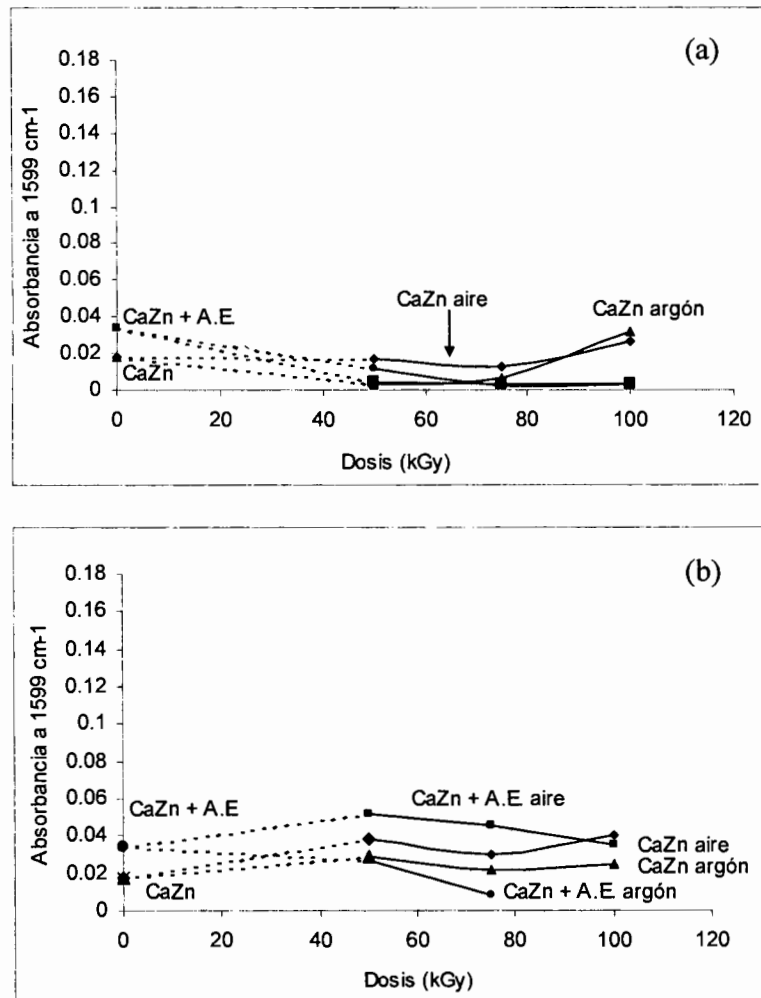 (a)
Absorbancia a 1599 cm-1
0.18
0.16
0.14
0.12
0.1
0.08
0.06
0.04
0.02
0
CaZn + A.E.
CaZn
CaZn aire
CaZn argón
0 20 40 60 80 100 120
Dosis (kGy)
(b)
Absorbancia a 1599 cm-1
0.18
0.16
0.14
0.12
0.1
0.08
0.06
0.04
0.02
0
CaZn + A.E
CaZn
CaZn + A.E. aire
CaZn aire
CaZn argón
CaZn + A.E. argón
0 20 40 60 80 100 120
Dosis (kGy)